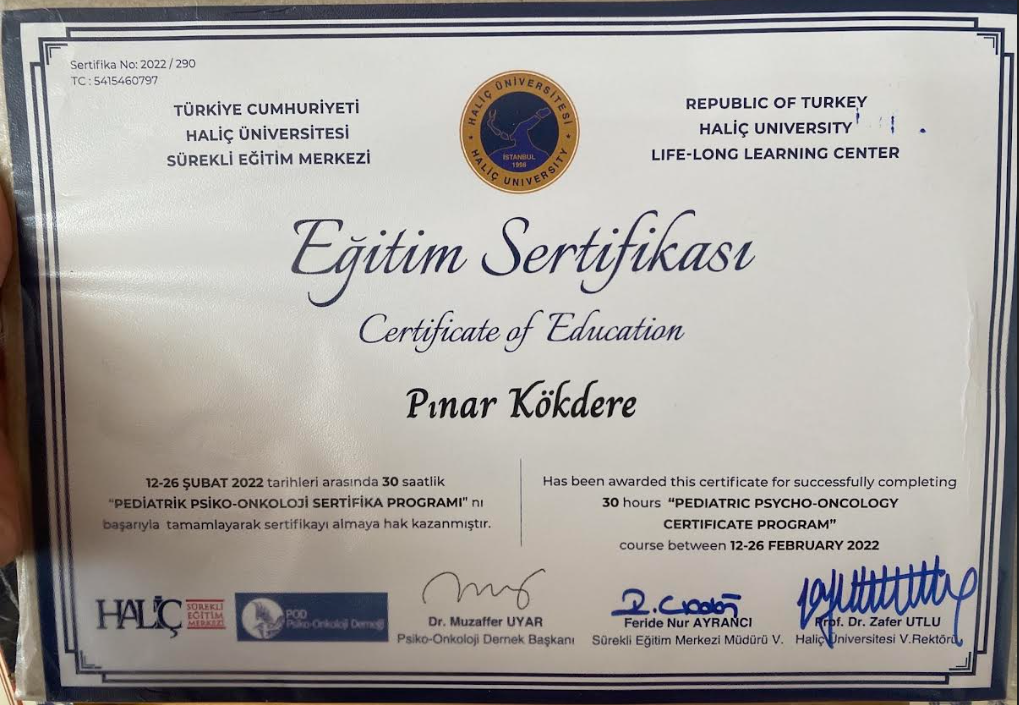 Sertifika No: 2022 / 290
TC : 5415460797
TÜRKİYE CUMHURİYETİ
HALİÇ ÜNİVERSİTESİ
SÜREKLİ EĞİTİM MERKEZİ
HALİÇ ÜNİVERSİTESİ
İSTANBUL
1998
HALİÇ UNIVERSITY
REPUBLIC OF TURKEY
HALİÇ UNIVERSITY
LIFE-LONG LEARNING CENTER
Eğitim Sertifikası
Certificate of Education
Pınar Kökdere
12-26 ŞUBAT 2022 tarihleri arasında 30 saatlik
"PEDİATRİK PSİKO-ONKOLOJİ SERTİFİKA PROGRAMI" nı
başarıyla tamamlayarak sertifikayı almaya hak kazanmıştır.
Has been awarded this certificate for successfully completing
30 hours "PEDIATRIC PSYCHO-ONCOLOGY
CERTIFICATE PROGRAM"
course between 12-26 FEBRUARY 2022
HALİÇ
SÜREKLİ
EĞİTİM
MERKEZİ
POD
Psiko-Onkoloji Derneği
Dr. Muzaffer UYAR
Psiko-Onkoloji Dernek Başkanı
Feride Nur AYRANCI
Sürekli Eğitim Merkezi Müdürü V.
Prof. Dr. Zafer UTLU
Haliç Üniversitesi V.Rektörü